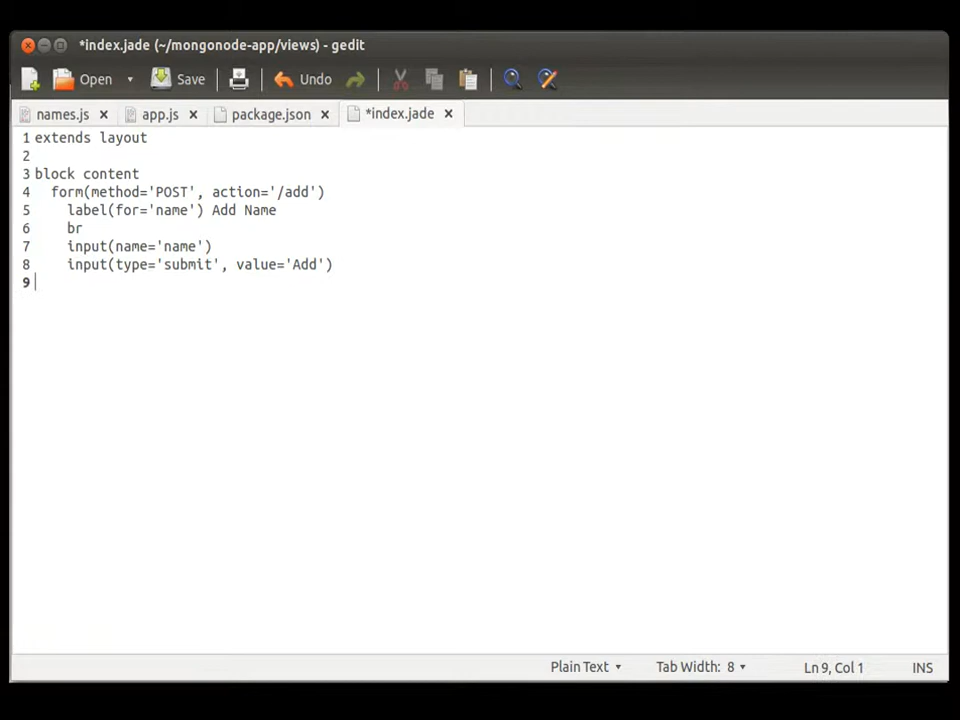 *index.jade (~/mongonode-app/views) - gedit
Open Save Undo
names.js app.js package.json *index.jade
1 extends layout
2
3 block content
4   form(method='POST', action='/add')
5     label(for='name') Add Name
6     br
7     input(name='name')
8     input(type='submit', value='Add')
9
Plain Text Tab Width: 8 Ln 9, Col 1 INS